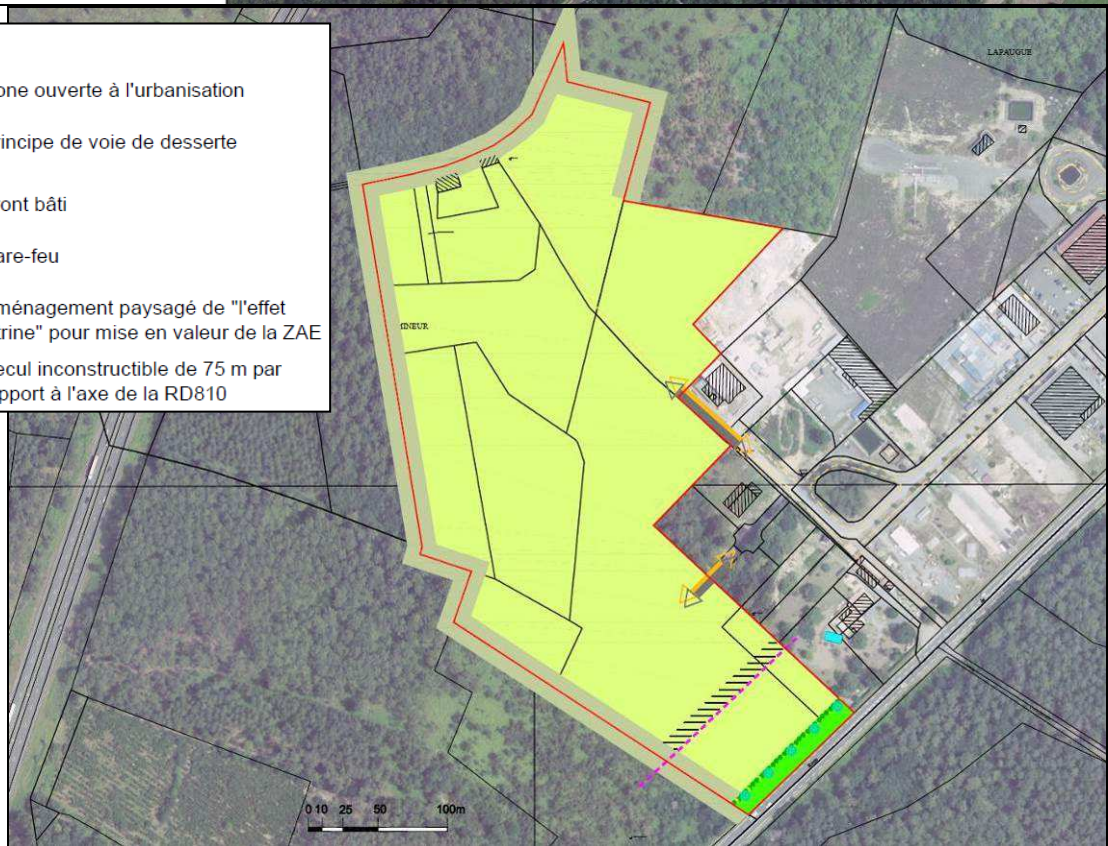 one ouverte à l'urbanisation
rincipe de voie de desserte
ront bâti
are-feu
ménagement paysagé de "l'effet
trine" pour mise en valeur de la ZAE
ecul inconstructible de 75 m par
pport à l'axe de la RD810
LAPAUGUE
INEUR
0 10 25 50 100m